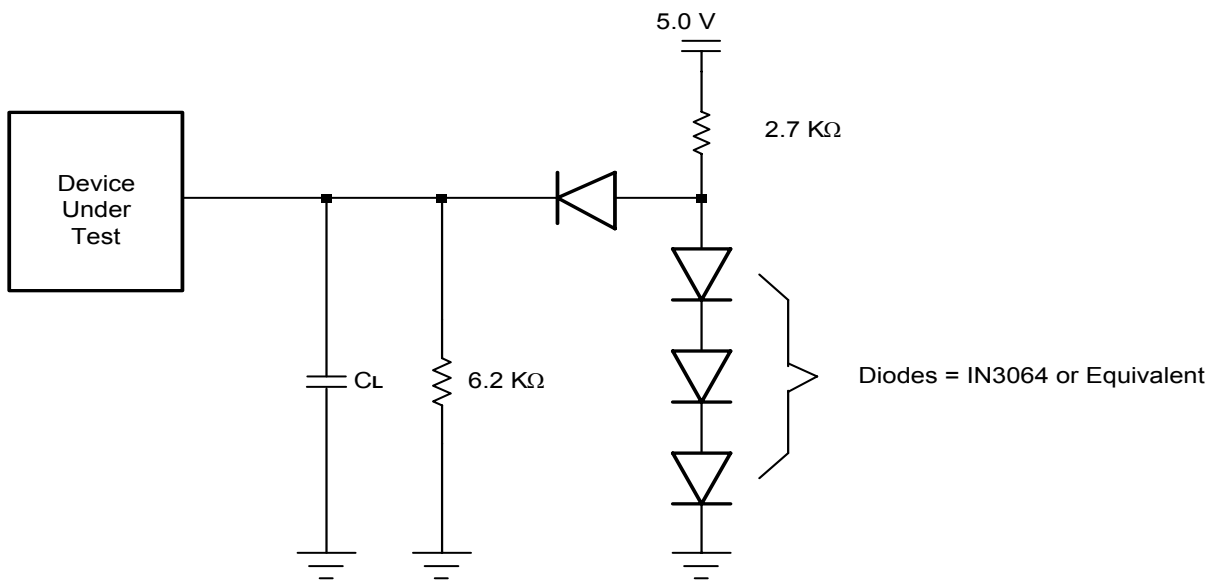 5.0 V
2.7 KΩ
Device
Under
Test
CL
6.2 KΩ
Diodes = IN3064 or Equivalent